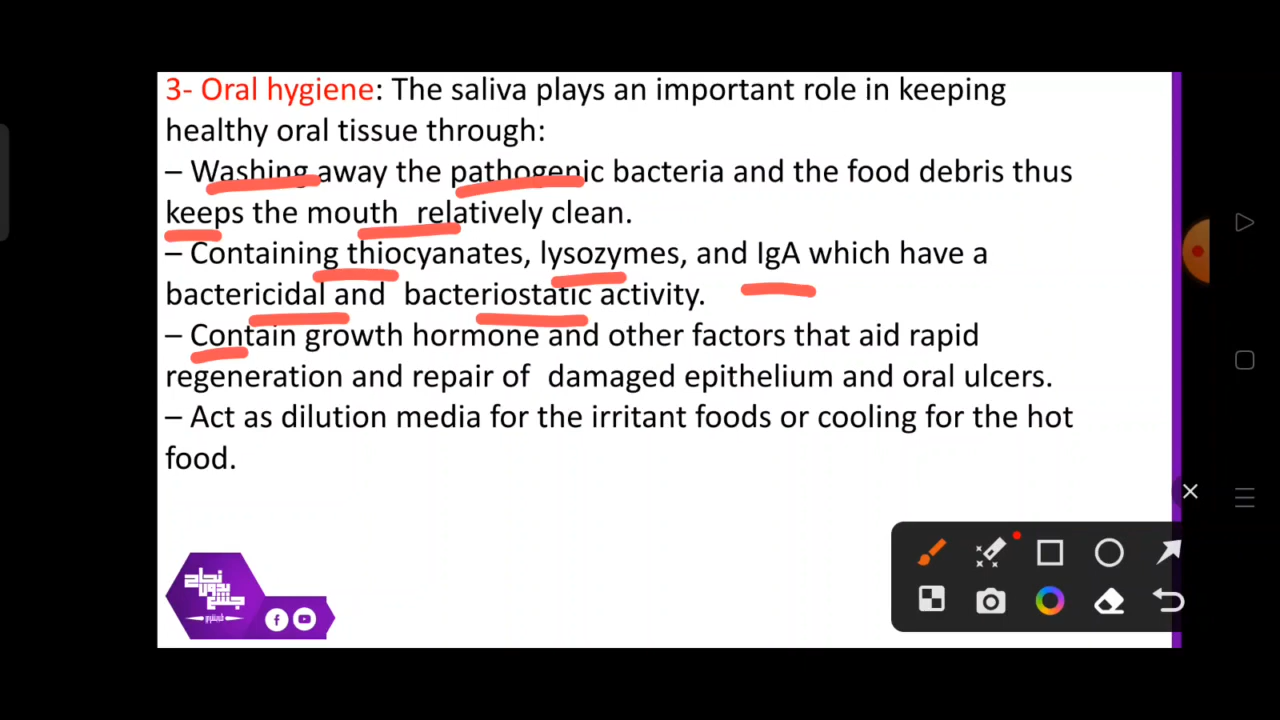 3- Oral hygiene: The saliva plays an important role in keeping
healthy oral tissue through:
– Washing away the pathogenic bacteria and the food debris thus
keeps the mouth relatively clean.
– Containing thiocyanates, lysozymes, and IgA which have a
bactericidal and bacteriostatic activity.
– Contain growth hormone and other factors that aid rapid
regeneration and repair of damaged epithelium and oral ulcers.
– Act as dilution media for the irritant foods or cooling for the hot
food.
نجاح
بدون
جشع